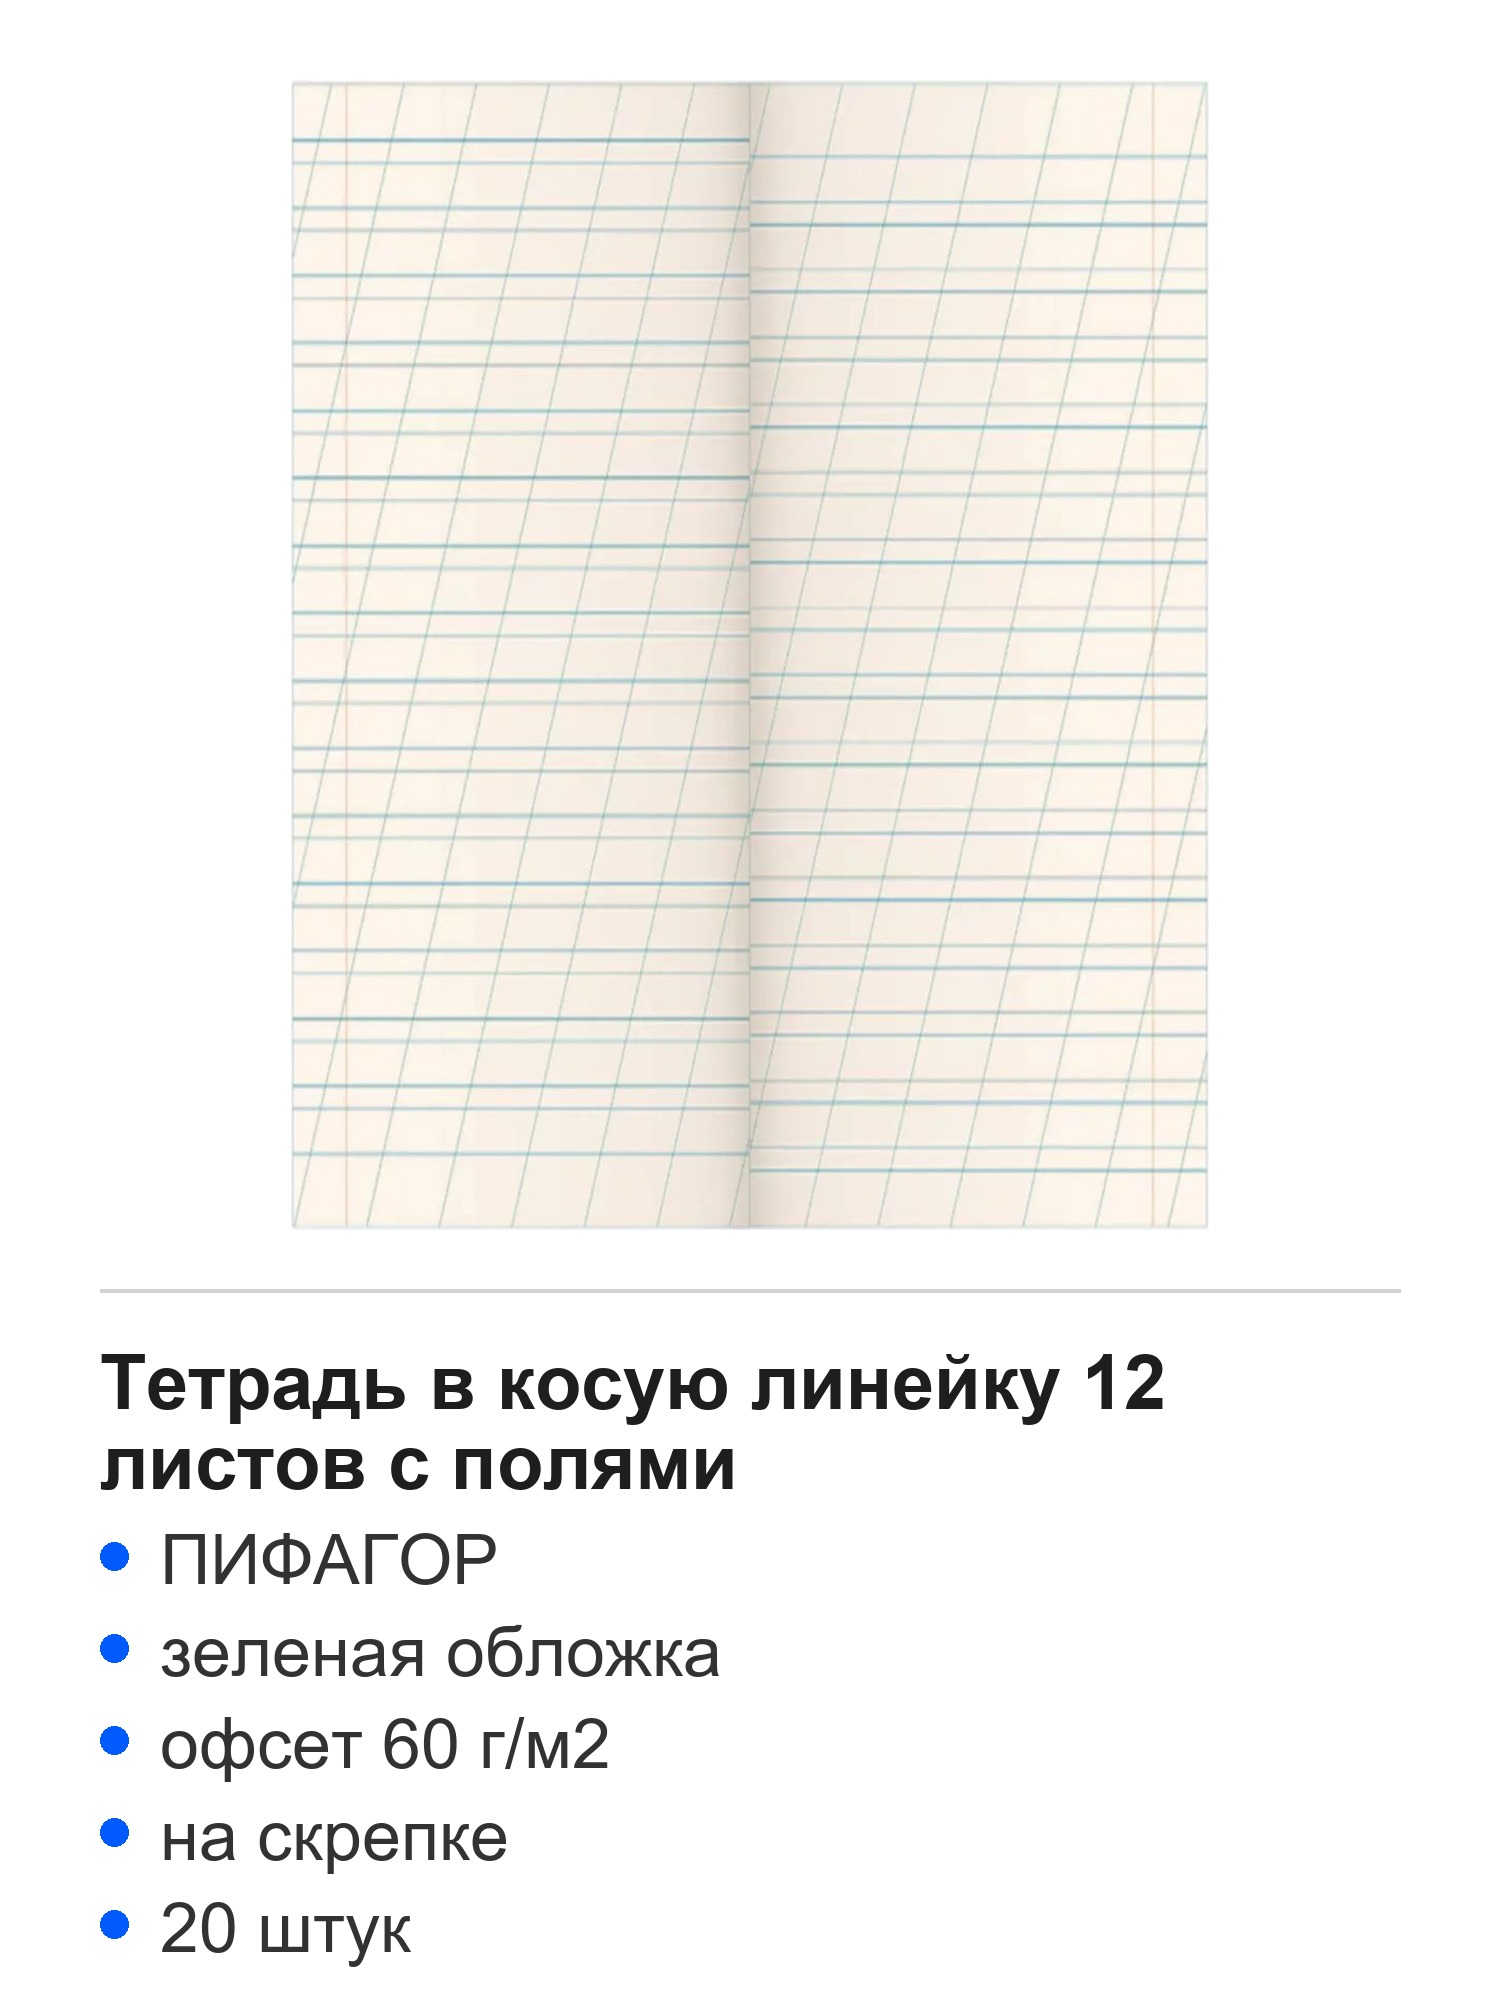 Тетрадь в косую линейку 12
листов с полями
ПИФАГОР
зеленая обложка
офсет 60 г/м2
на скрепке
20 штук